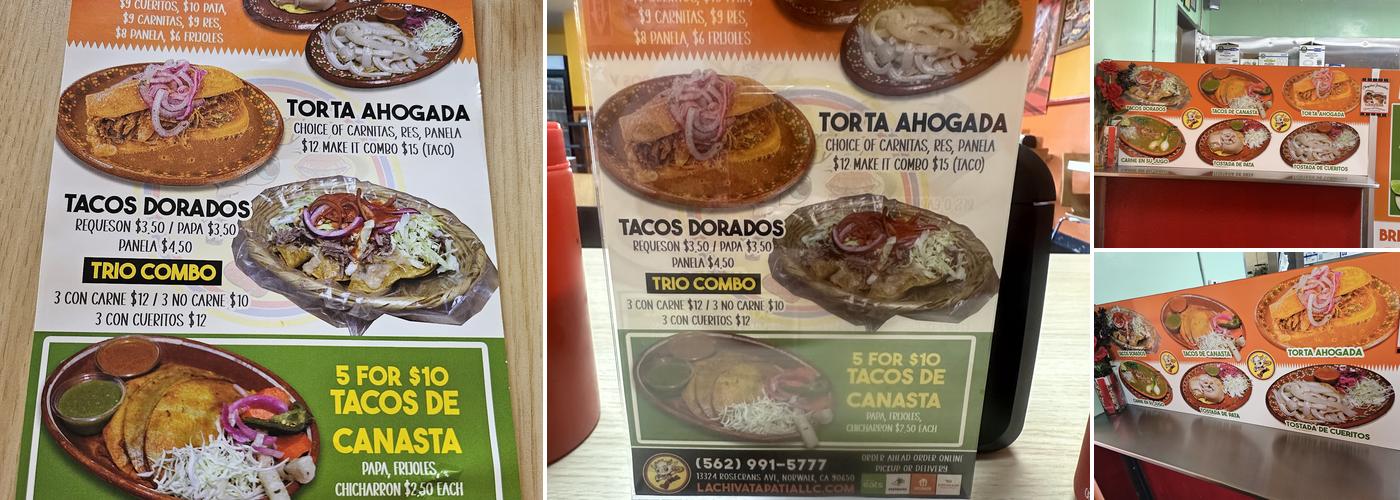 $9 CUERITOS, $10 PATA,
$9 CARNITAS, $9 RES,
$8 PANELA, $6 FRIJOLES
TORTA AHOGADA
CHOICE OF CARNITAS, RES, PANELA
$12 MAKE IT COMBO $15 (TACO)
TACOS DORADOS
REQUESON $3,50 / PAPA $3,50
PANELA $4,50
TRIO COMBO
3 CON CARNE $12 / 3 NO CARNE $10
3 CON CUERITOS $12
5 FOR $10
TACOS DE
CANASTA
PAPA, FRIJOLES,
CHICHARRON $2,50 EACH
$9 CARNITAS, $9 RES,
$8 PANELA, $6 FRIJOLES
TORTA AHOGADA
CHOICE OF CARNITAS, RES, PANELA
$12 MAKE IT COMBO $15 (TACO)
TACOS DORADOS
REQUESON $3,50 / PAPA $3,50
PANELA $4,50
TRIO COMBO
3 CON CARNE $12 / 3 NO CARNE $10
3 CON CUERITOS $12
5 FOR $10
TACOS DE
CANASTA
PAPA, FRIJOLES,
CHICHARRON $2,50 EACH
(562) 991-5777
13324 ROSECRANS AVE, NORWALK, CA 90650
LACHIVATAPATIALLC.COM
ORDER AHEAD ORDER ONLINE
PICKUP OR DELIVERY
eats
TACOS DORADOS
TACOS DE CANASTA
TORTA AHOGADA
CARNE EN SU JUGO
TOSTADA DE PATA
TOSTADA DE CUERITOS
BRI
TACOS DORADOS
TACOS DE CANASTA
TORTA AHOGADA
CARNE EN SU JUGO
TOSTADA DE PATA
TOSTADA DE CUERITOS